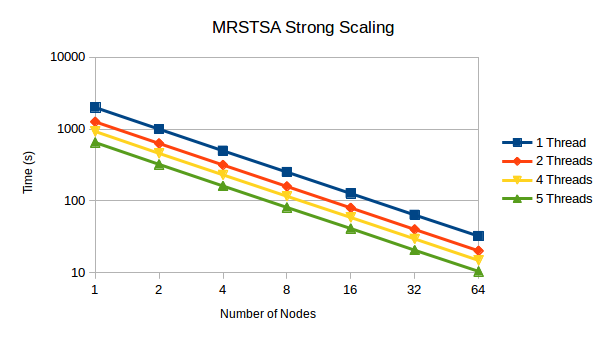 MRSTSA Strong Scaling
10000
1000
100
10
Time (s)
1 2 4 8 16 32 64
Number of Nodes
1 Thread
2 Threads
4 Threads
5 Threads